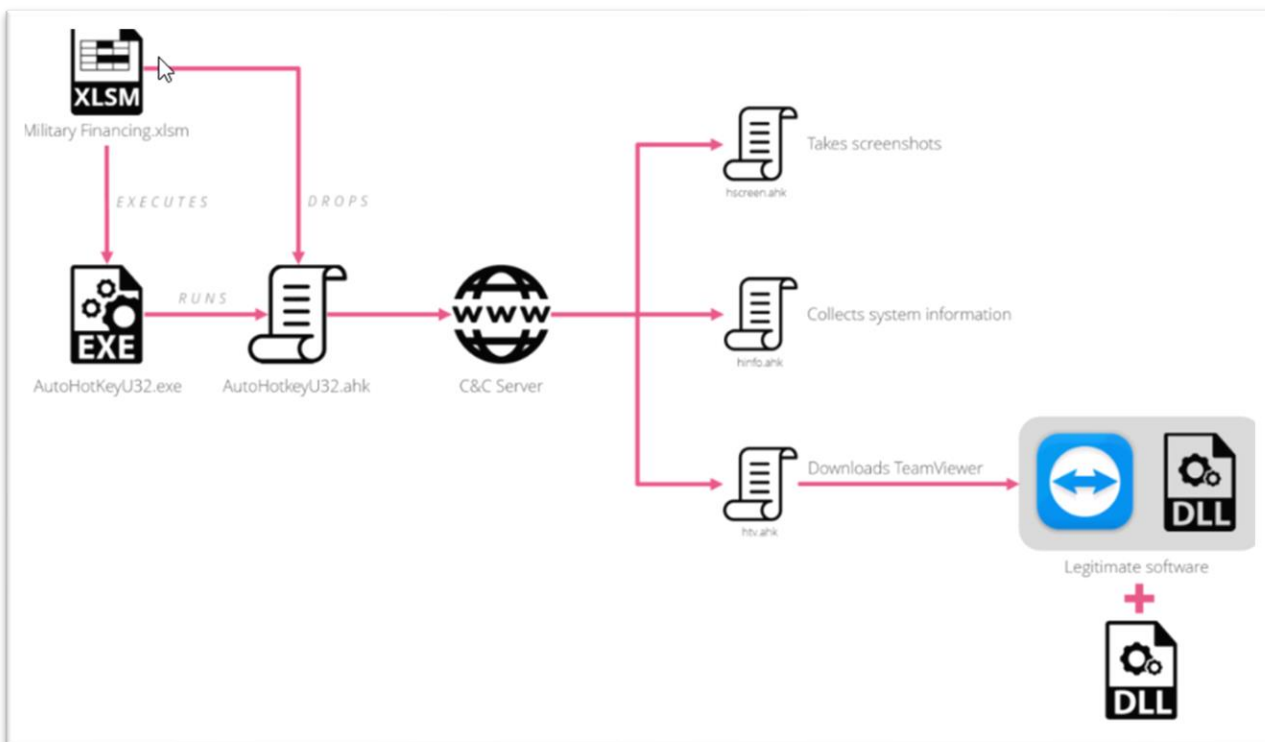 XLSM
Military Financing.xlsm
EXECUTES
DROPS
Takes screenshots
hscreen.ahk
RUNS
EXE
WWW
Collects system information
hinfo.ahk
AutoHotKeyU32.exe
AutoHotkeyU32.ahk
C&C Server
Downloads TeamViewer
htv.ahk
DLL
Legitimate software
+
DLL